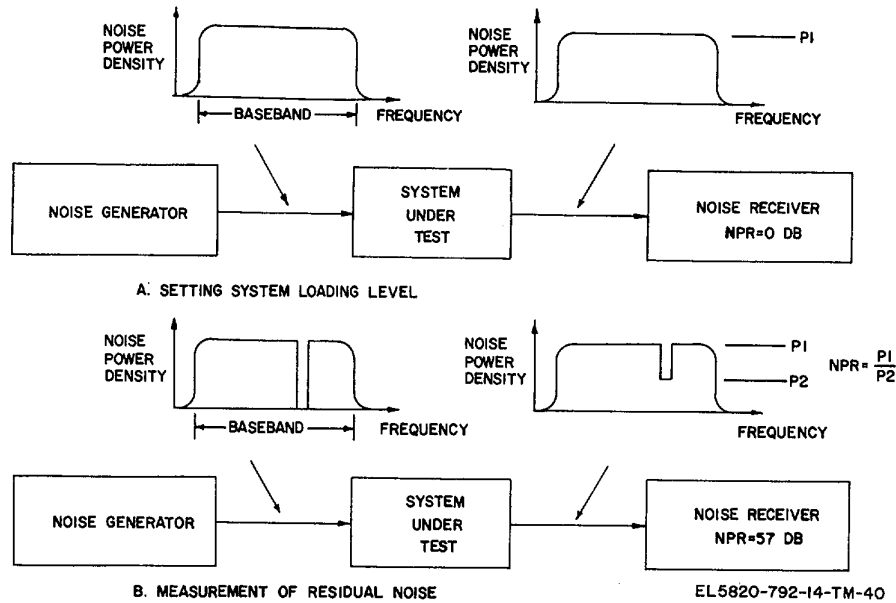 NOISE
POWER
DENSITY
BASEBAND
FREQUENCY
NOISE
POWER
DENSITY
P1
FREQUENCY
NOISE GENERATOR
SYSTEM
UNDER
TEST
NOISE RECEIVER
NPR=0 DB
A. SETTING SYSTEM LOADING LEVEL
NOISE
POWER
DENSITY
BASEBAND
FREQUENCY
NOISE
POWER
DENSITY
P1
P2
NPR= P1
P2
FREQUENCY
NOISE GENERATOR
SYSTEM
UNDER
TEST
NOISE RECEIVER
NPR=57 DB
B. MEASUREMENT OF RESIDUAL NOISE
EL5820-792-14-TM-40